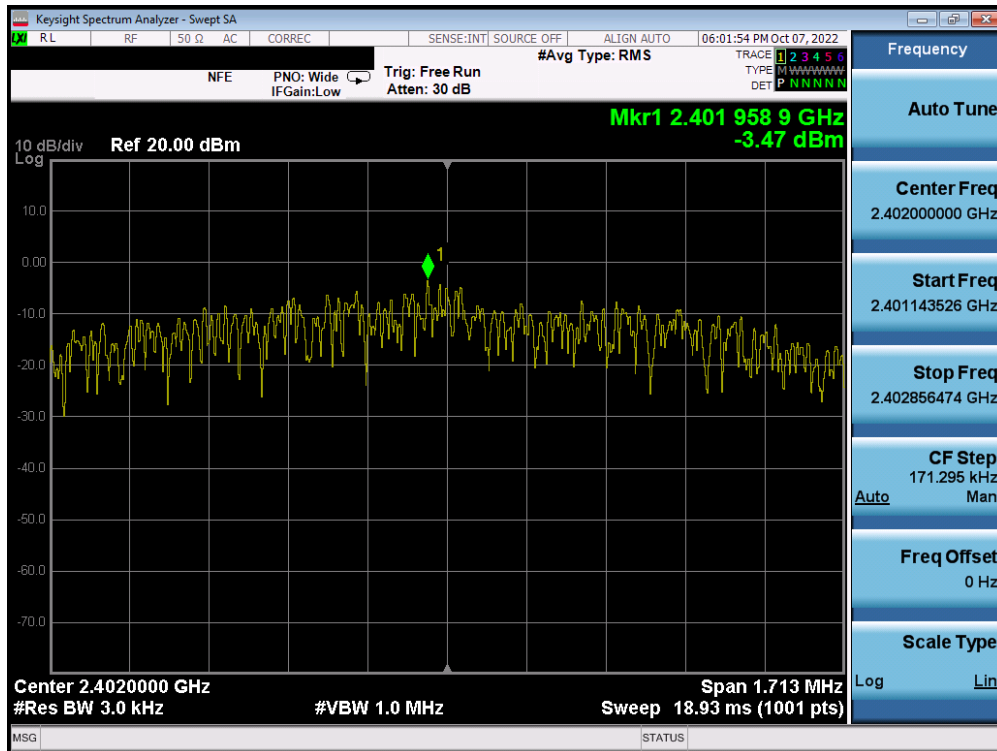 Keysight Spectrum Analyzer - Swept SA
LXI RL RF 50 Ω AC CORREC SENSE:INT SOURCE OFF ALIGN AUTO 06:01:54 PM Oct 07, 2022
#Avg Type: RMS TRACE 1 2 3 4 5 6
NFE PNO: Wide Trig: Free Run TYPE M WWWWW
IFGain:Low Atten: 30 dB DET P N N N N N
Mkr1 2.401 958 9 GHz
-3.47 dBm
10 dB/div Ref 20.00 dBm
Log
10.0
0.00
1
-10.0
-20.0
-30.0
-40.0
-50.0
-60.0
-70.0
Center 2.4020000 GHz Span 1.713 MHz
#Res BW 3.0 kHz #VBW 1.0 MHz Sweep 18.93 ms (1001 pts)
MSG STATUS
Frequency
Auto Tune
Center Freq
2.402000000 GHz
Start Freq
2.401143526 GHz
Stop Freq
2.402856474 GHz
CF Step
171.295 kHz
Auto Man
Freq Offset
0 Hz
Scale Type
Log Lin